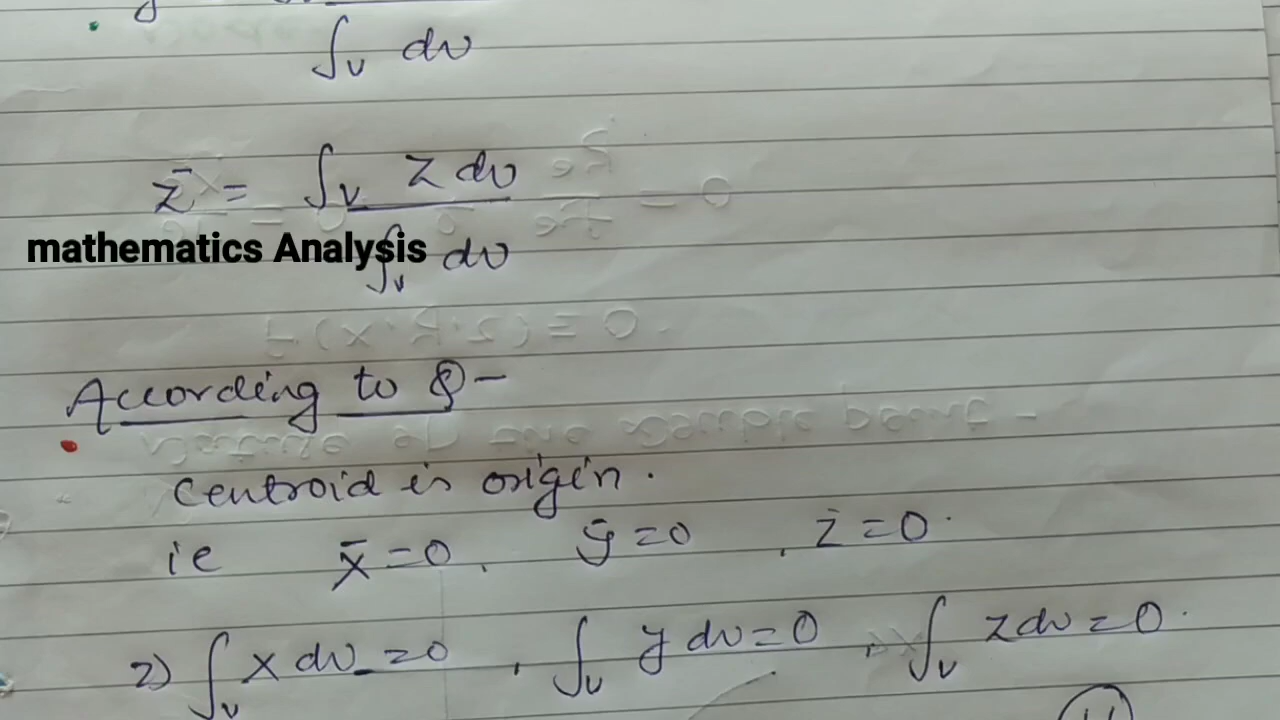 ∫v dv
z̄ = ∫v z dv
∫v dv
mathematics Analysis
According to Q-
Centroid is origin.
ie x̄ = 0, ȳ = 0, z̄ = 0.
⇒ ∫v x dv = 0, ∫v y dv = 0, ∫v z dv = 0.